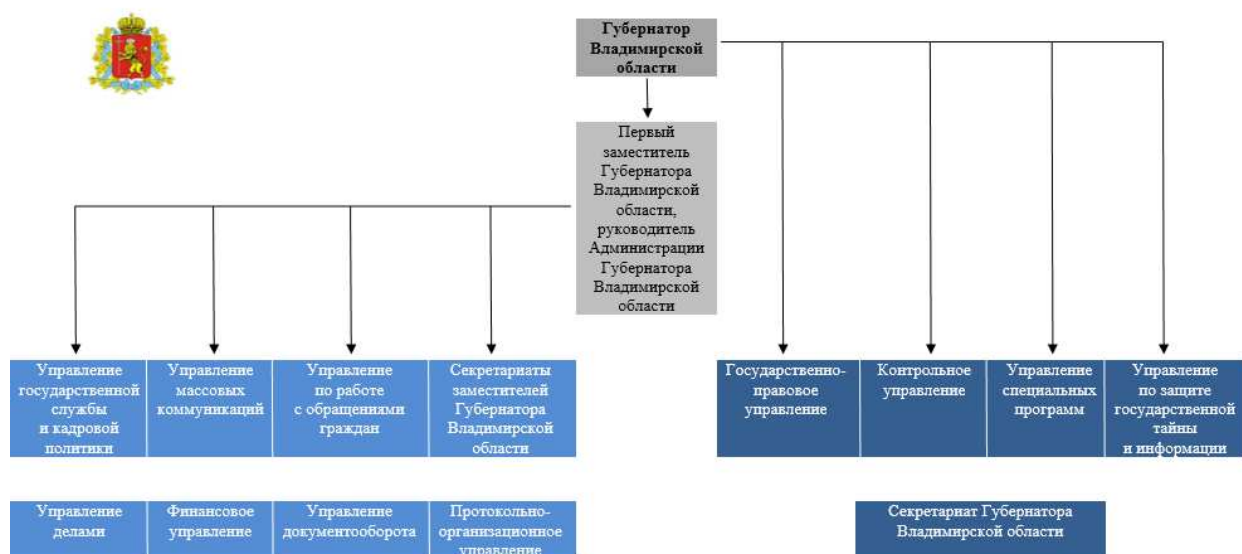 Губернатор
Владимирской
области
Первый
заместитель
Губернатора
Владимирской
области,
руководитель
Администрации
Губернатора
Владимирской
области
Управление
государственной
службы
и кадровой
политики
Управление
массовых
коммуникаций
Управление
по работе
с обращениями
граждан
Секретариаты
заместителей
Губернатора
Владимирской
области
Государственно-
правовое
управление
Контрольное
управление
Управление
специальных
программ
Управление
по защите
государственной
тайны
и информации
Управление
делами
Финансовое
управление
Управление
документооборота
Протокольно-
организационное
управление
Секретариат Губернатора
Владимирской области